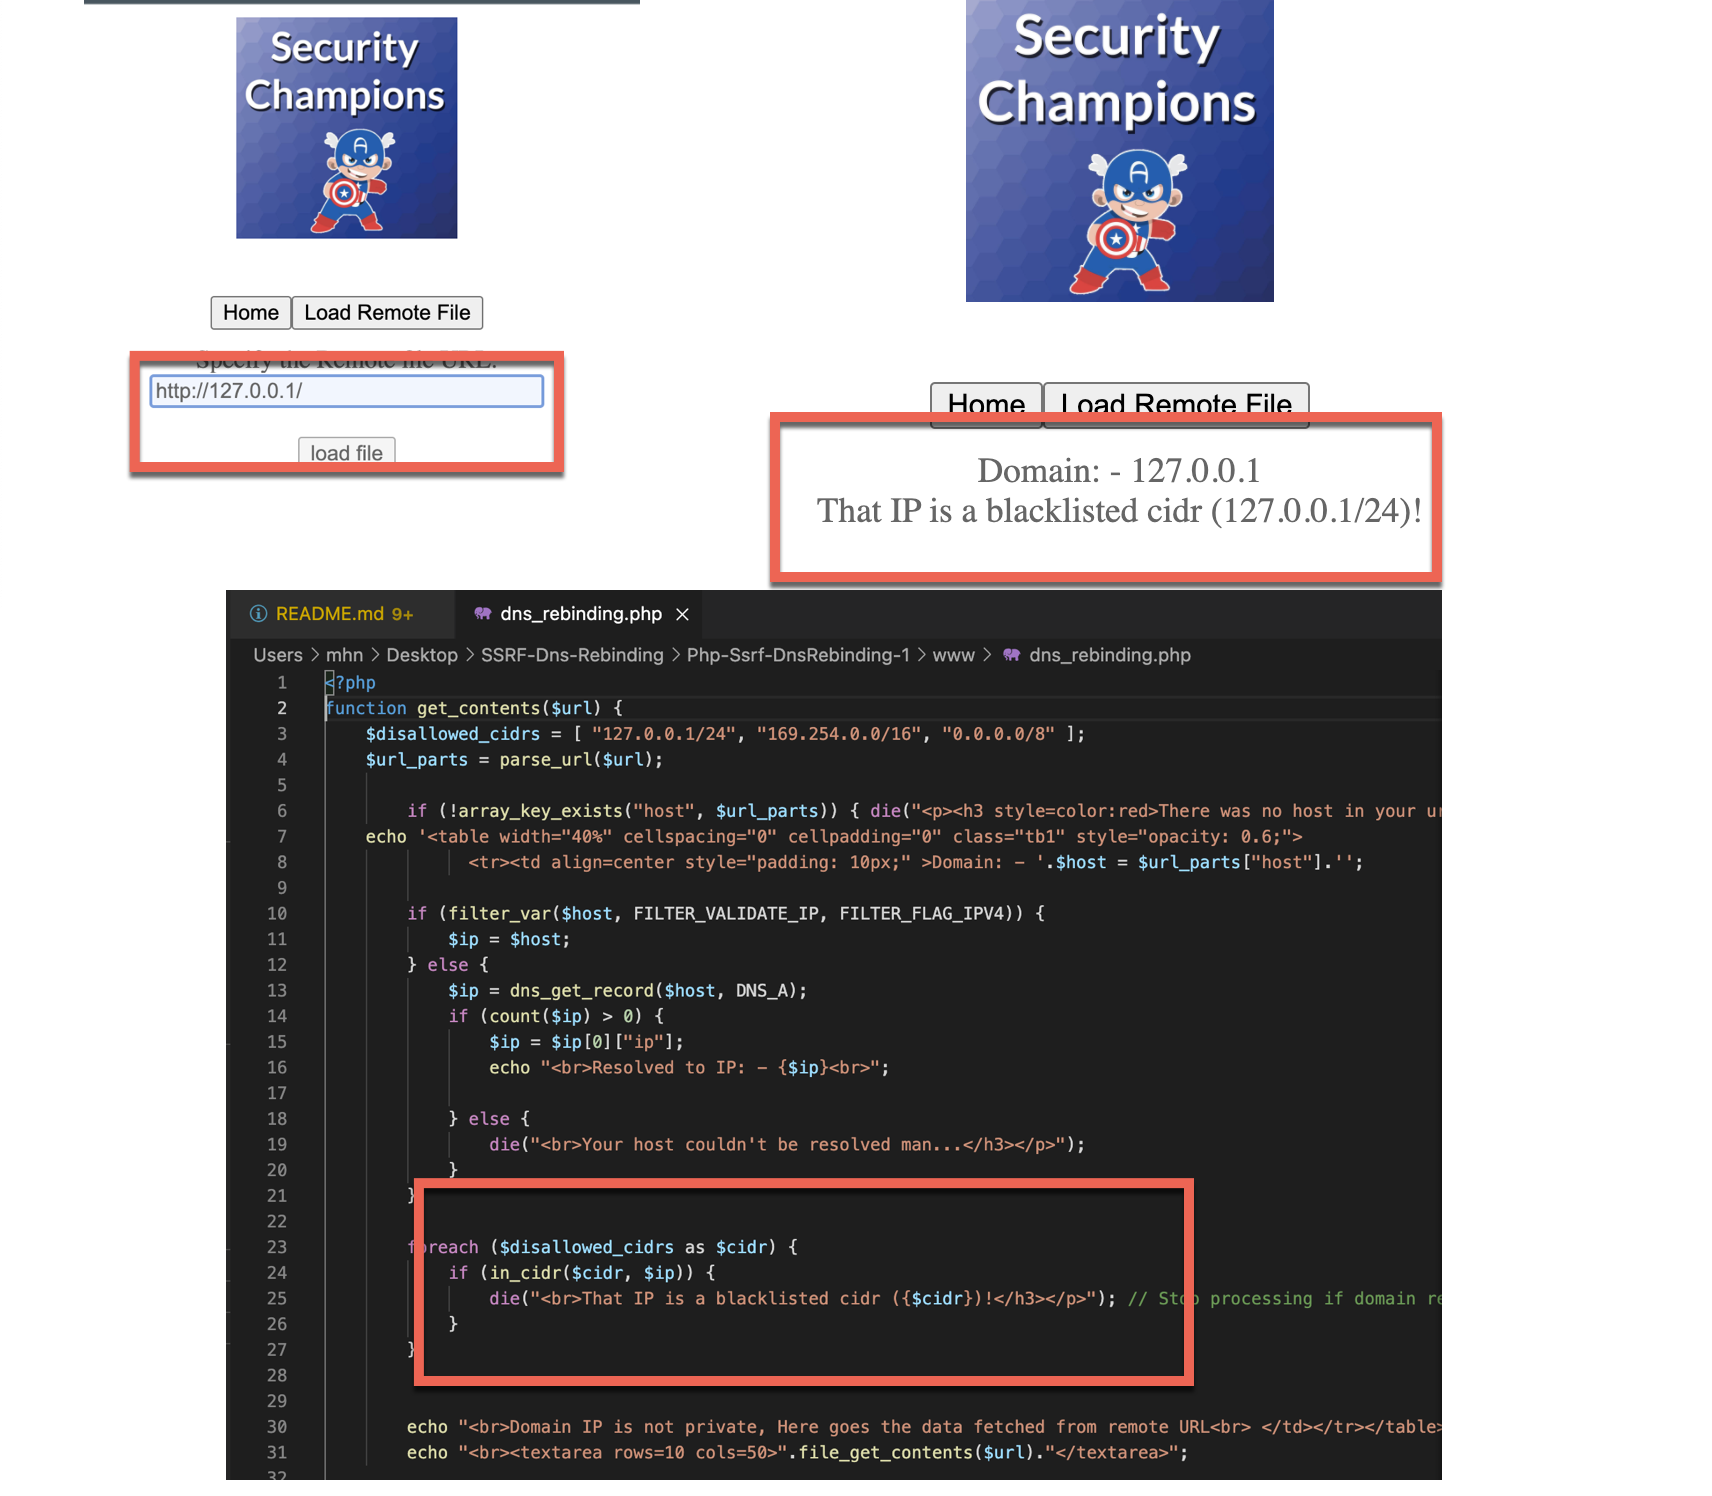 Security
Champions
A
Home Load Remote File
Specify the Remote file URL:
http://127.0.0.1/
load file
Security
Champions
A
Home Load Remote File
Domain: - 127.0.0.1
That IP is a blacklisted cidr (127.0.0.1/24)!
README.md 9+ dns_rebinding.php
Users > mhn > Desktop > SSRF-Dns-Rebinding > Php-Ssrf-DnsRebinding-1 > www > dns_rebinding.php
1 <?php
2 function get_contents($url) {
3 $disallowed_cidrs = [ "127.0.0.1/24", "169.254.0.0/16", "0.0.0.0/8" ];
4 $url_parts = parse_url($url);
5
6 if (!array_key_exists("host", $url_parts)) { die("<p><h3 style=color:red>There was no host in your ur
7 echo '<table width="40%" cellspacing="0" cellpadding="0" class="tb1" style="opacity: 0.6;">
8 <tr><td align=center style="padding: 10px;" >Domain: - '.$host = $url_parts["host"].'';
9
10 if (filter_var($host, FILTER_VALIDATE_IP, FILTER_FLAG_IPV4)) {
11 $ip = $host;
12 } else {
13 $ip = dns_get_record($host, DNS_A);
14 if (count($ip) > 0) {
15 $ip = $ip[0]["ip"];
16 echo "<br>Resolved to IP: - {$ip}<br>";
17
18 } else {
19 die("<br>Your host couldn't be resolved man...</h3></p>");
20 }
21 }
22
23 foreach ($disallowed_cidrs as $cidr) {
24 if (in_cidr($cidr, $ip)) {
25 die("<br>That IP is a blacklisted cidr ({$cidr})!</h3></p>"); // Stop processing if domain re
26 }
27 }
28
29
30 echo "<br>Domain IP is not private, Here goes the data fetched from remote URL<br> </td></tr></table>
31 echo "<br><textarea rows=10 cols=50>".file_get_contents($url)."</textarea>";
32